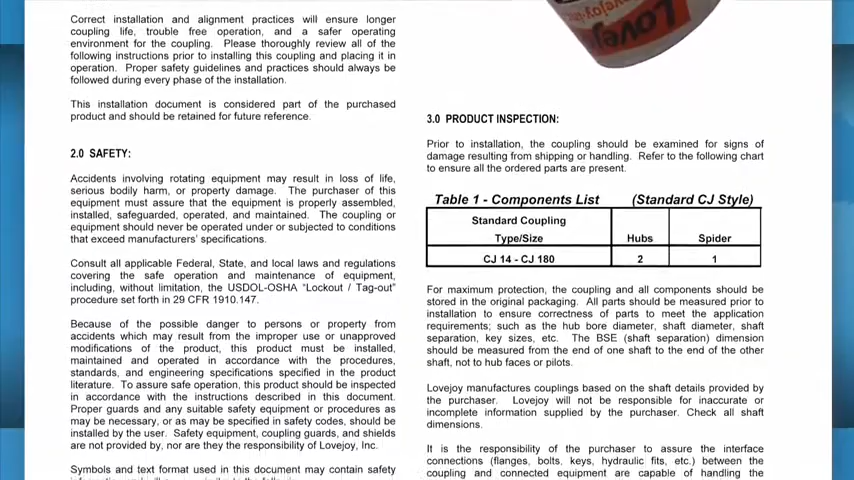 Correct installation and alignment practices will ensure longer
coupling life, trouble free operation, and a safer operating
environment for the coupling. Please thoroughly review all of the
following instructions prior to installing this coupling and placing it in
operation. Proper safety guidelines and practices should always be
followed during every phase of the installation.
This installation document is considered part of the purchased
product and should be retained for future reference.
2.0 SAFETY:
Accidents involving rotating equipment may result in loss of life,
serious bodily harm, or property damage. The purchaser of this
equipment must assure that the equipment is properly assembled,
installed, safeguarded, operated, and maintained. The coupling or
equipment should never be operated under or subjected to conditions
that exceed manufacturers' specifications.
Consult all applicable Federal, State, and local laws and regulations
covering the safe operation and maintenance of equipment,
including, without limitation, the USDOL-OSHA "Lockout / Tag-out"
procedure set forth in 29 CFR 1910.147.
Because of the possible danger to persons or property from
accidents which may result from the improper use or unapproved
modifications of the product, this product must be installed,
maintained and operated in accordance with the procedures,
standards, and engineering specifications specified in the product
literature. To assure safe operation, this product should be inspected
in accordance with the instructions described in this document.
Proper guards and any suitable safety equipment or procedures as
may be necessary, or as may be specified in safety codes, should be
installed by the user. Safety equipment, coupling guards, and shields
are not provided by, nor are they the responsibility of Lovejoy, Inc.
Symbols and text format used in this document may contain safety
Lovejoy
3.0 PRODUCT INSPECTION:
Prior to installation, the coupling should be examined for signs of
damage resulting from shipping or handling. Refer to the following chart
to ensure all the ordered parts are present.
Table 1 - Components List (Standard CJ Style)
Standard Coupling
Type/Size Hubs Spider
CJ 14 - CJ 180 2 1
For maximum protection, the coupling and all components should be
stored in the original packaging. All parts should be measured prior to
installation to ensure correctness of parts to meet the application
requirements; such as the hub bore diameter, shaft diameter, shaft
separation, key sizes, etc. The BSE (shaft separation) dimension
should be measured from the end of one shaft to the end of the other
shaft, not to hub faces or pilots.
Lovejoy manufactures couplings based on the shaft details provided by
the purchaser. Lovejoy will not be responsible for inaccurate or
incomplete information supplied by the purchaser. Check all shaft
dimensions.
It is the responsibility of the purchaser to assure the interface
connections (flanges, bolts, keys, hydraulic fits, etc.) between the
coupling and connected equipment are capable of handling the